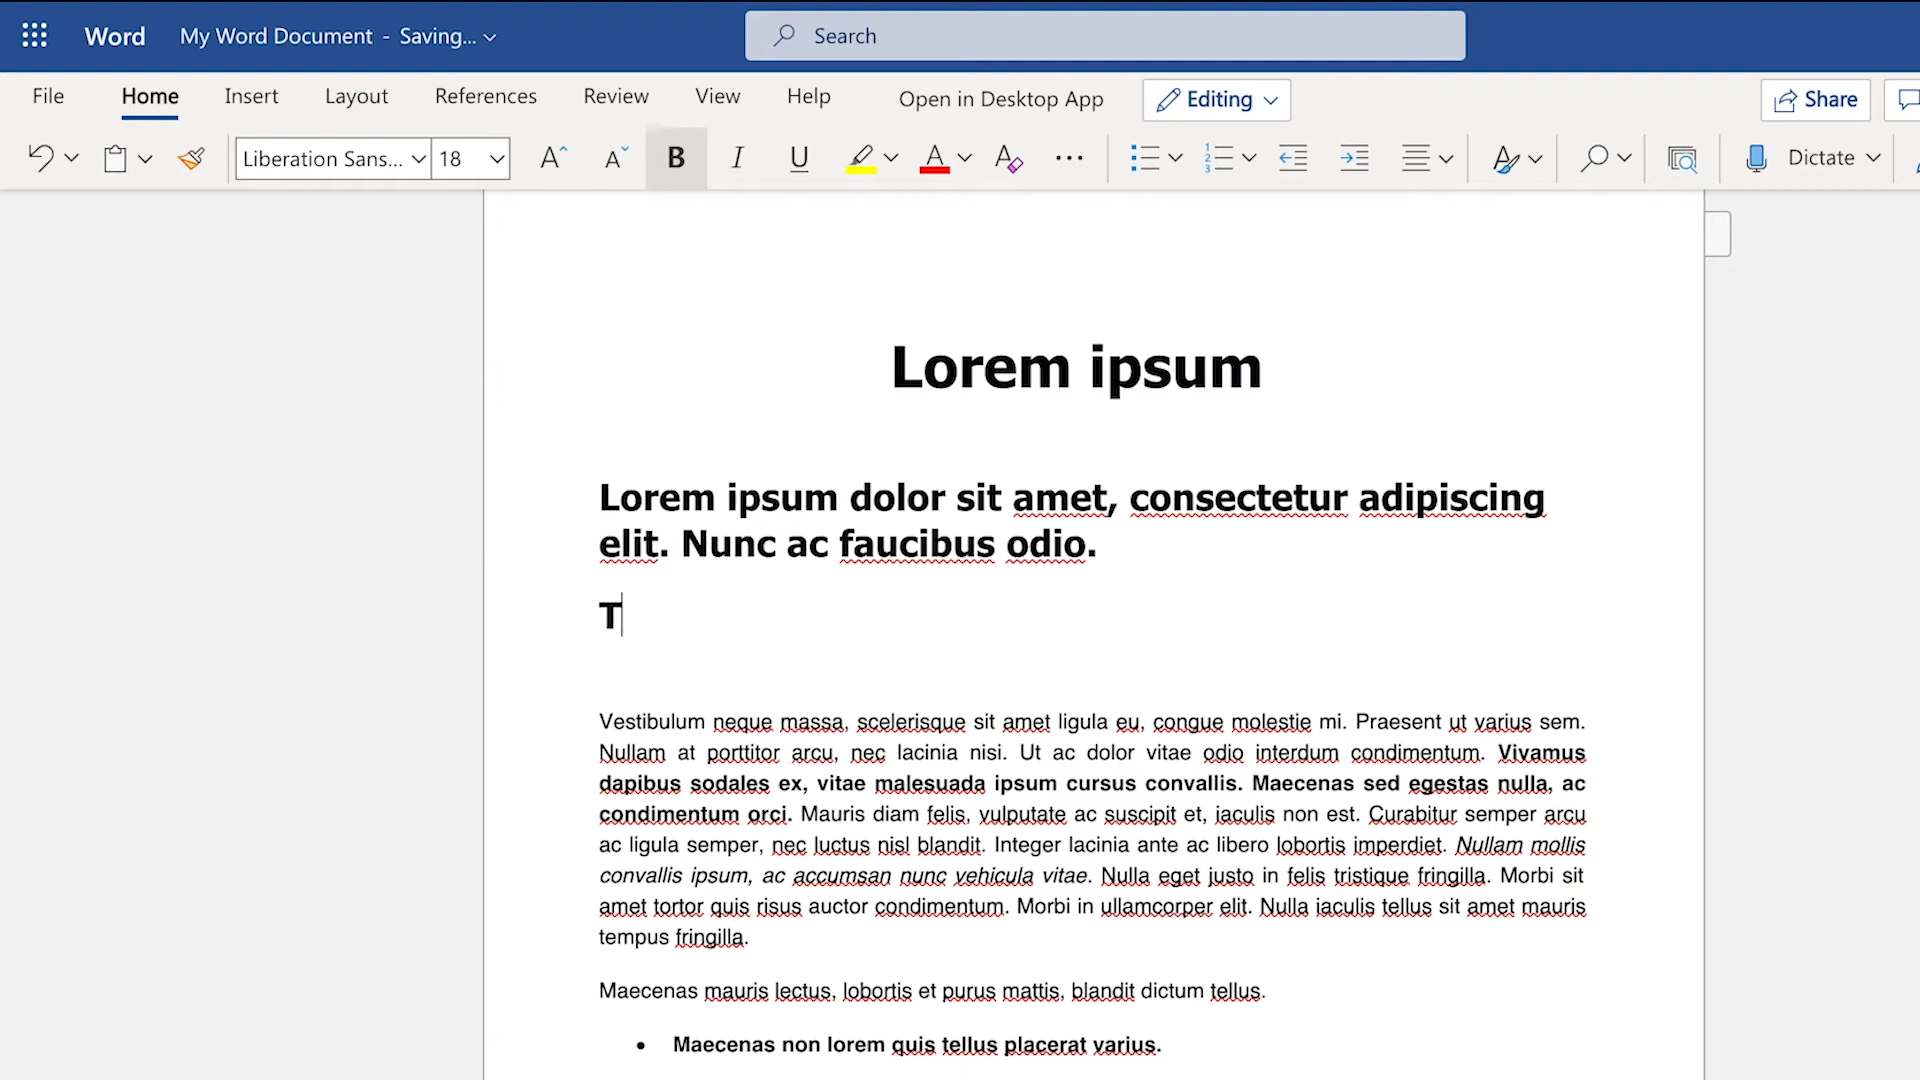 Word My Word Document - Saving... Search
File Home Insert Layout References Review View Help Open in Desktop App Editing Share
Liberation Sans... 18 A A B I U A A ... Dictate
Lorem ipsum
Lorem ipsum dolor sit amet, consectetur adipiscing
elit. Nunc ac faucibus odio.
T
Vestibulum neque massa, scelerisque sit amet ligula eu, congue molestie mi. Praesent ut varius sem.
Nullam at porttitor arcu, nec lacinia nisi. Ut ac dolor vitae odio interdum condimentum. Vivamus
dapibus sodales ex, vitae malesuada ipsum cursus convallis. Maecenas sed egestas nulla, ac
condimentum orci. Mauris diam felis, vulputate ac suscipit et, iaculis non est. Curabitur semper arcu
ac ligula semper, nec luctus nisl blandit. Integer lacinia ante ac libero lobortis imperdiet. Nullam mollis
convallis ipsum, ac accumsan nunc vehicula vitae. Nulla eget justo in felis tristique fringilla. Morbi sit
amet tortor quis risus auctor condimentum. Morbi in ullamcorper elit. Nulla iaculis tellus sit amet mauris
tempus fringilla.
Maecenas mauris lectus, lobortis et purus mattis, blandit dictum tellus.
• Maecenas non lorem quis tellus placerat varius.